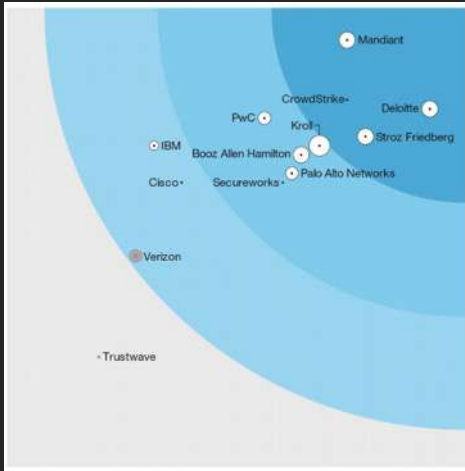 Mandiant
CrowdStrike
Deloitte
PwC
Kroll
Stroz Friedberg
IBM
Booz Allen Hamilton
Palo Alto Networks
Cisco
Secureworks
Verizon
Trustwave